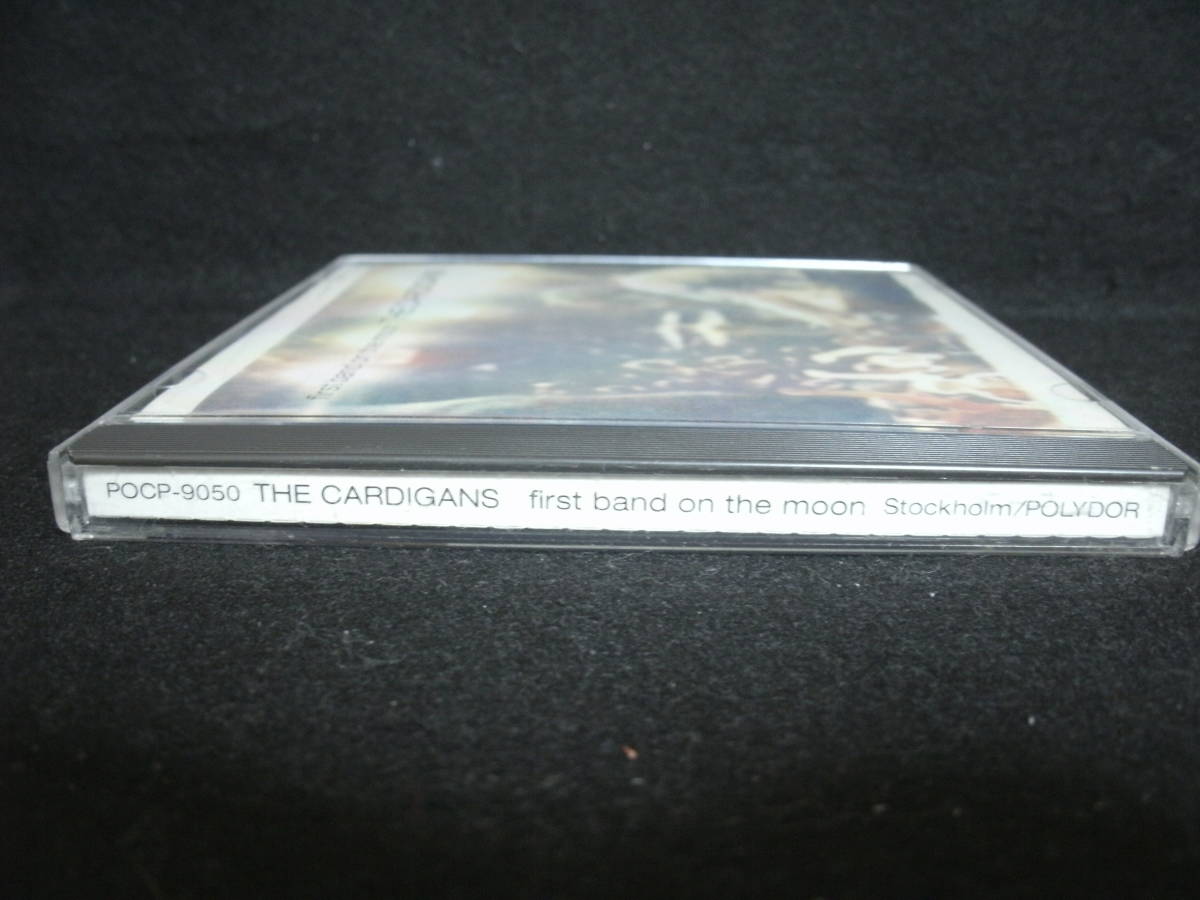 POCP-9050 THE CARDIGANS first band on the moon Stockholm/POLYDOR